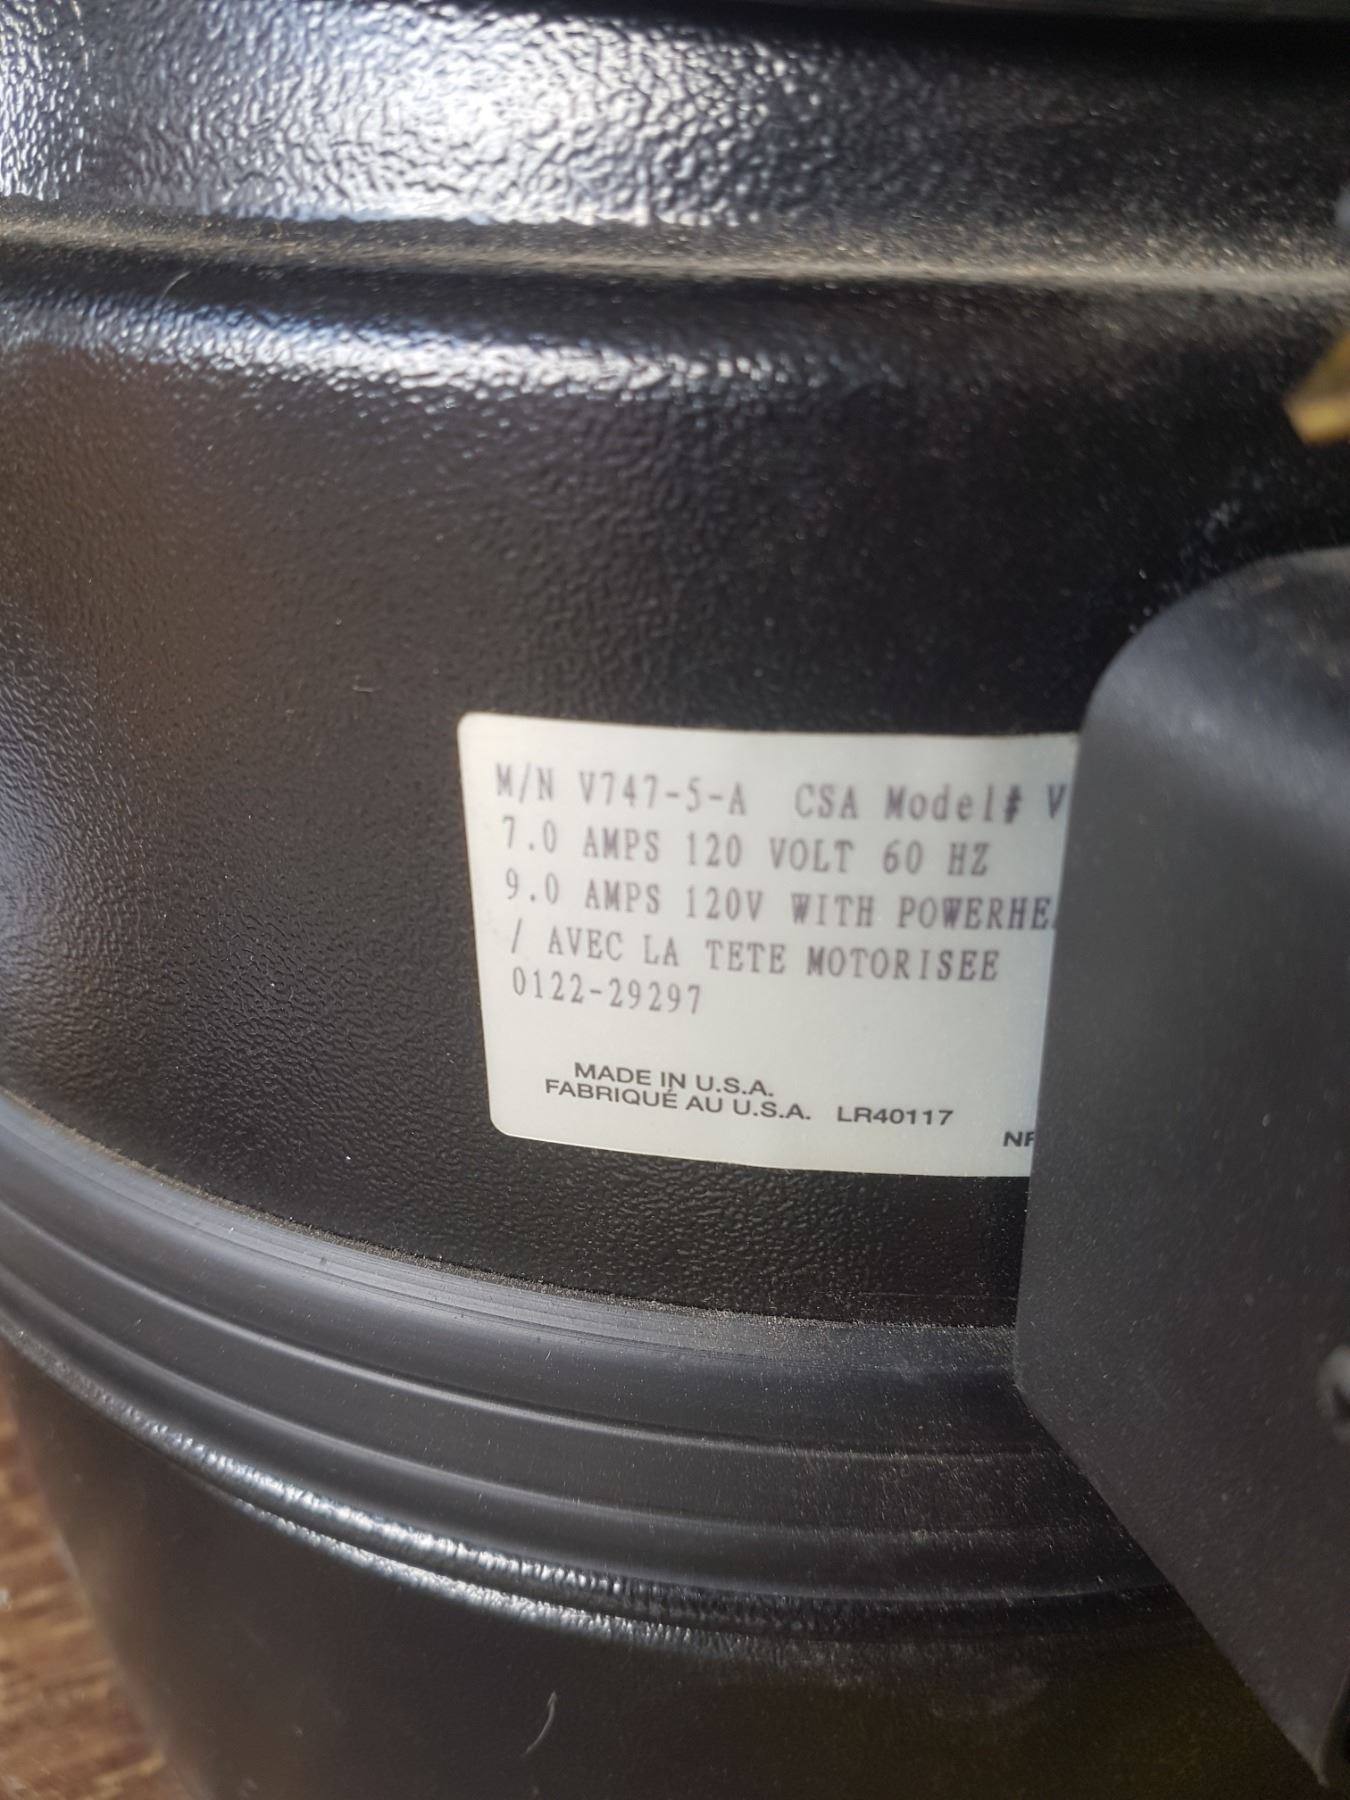 M/N V747-5-A CSA Model# V
7.0 AMPS 120 VOLT 60 HZ
9.0 AMPS 120V WITH POWERHE
/ AVEC LA TETE MOTORISEE
0122-29297
MADE IN U.S.A.
FABRIQUÉ AU U.S.A. LR40117